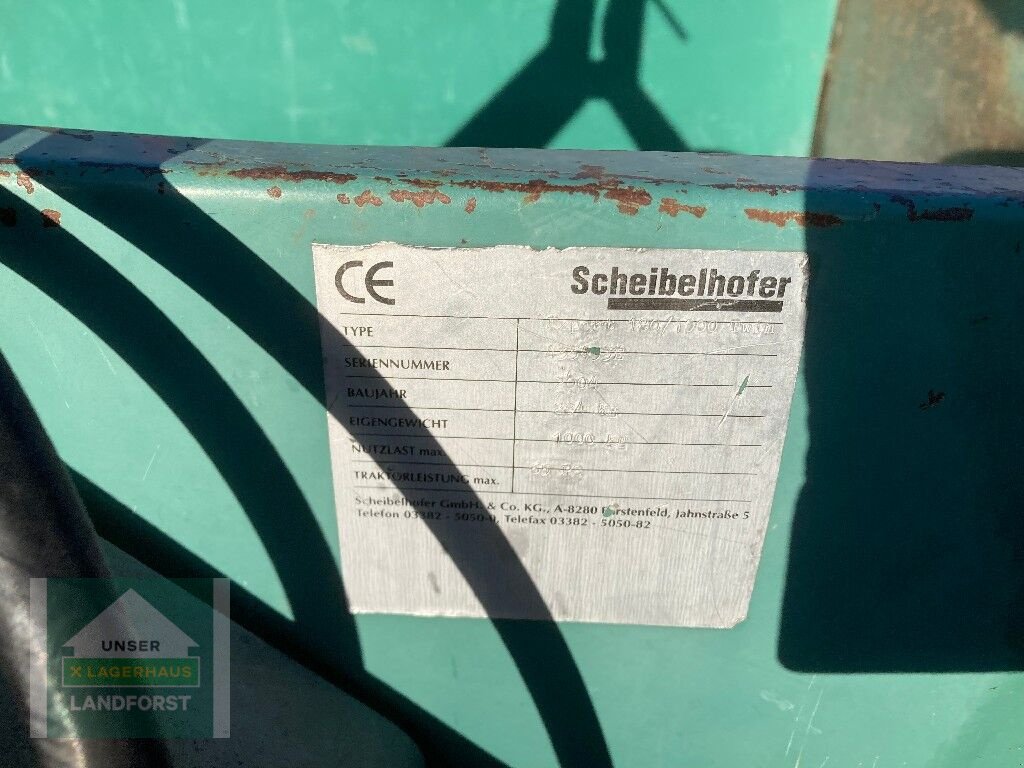 CE Scheibelhofer
TYPE
SERIENNUMMER
BAUJAHR
EIGENGEWICHT
NUTZLAST max. 1000 kg
TRAKTORLEISTUNG max.
Scheibelhofer GmbH. & Co. KG., A-8280 Fürstenfeld, Jahnstraße 5
Telefon 03382 - 5050-0, Telefax 03382 - 5050-82
UNSER
X LAGERHAUS
LANDFORST